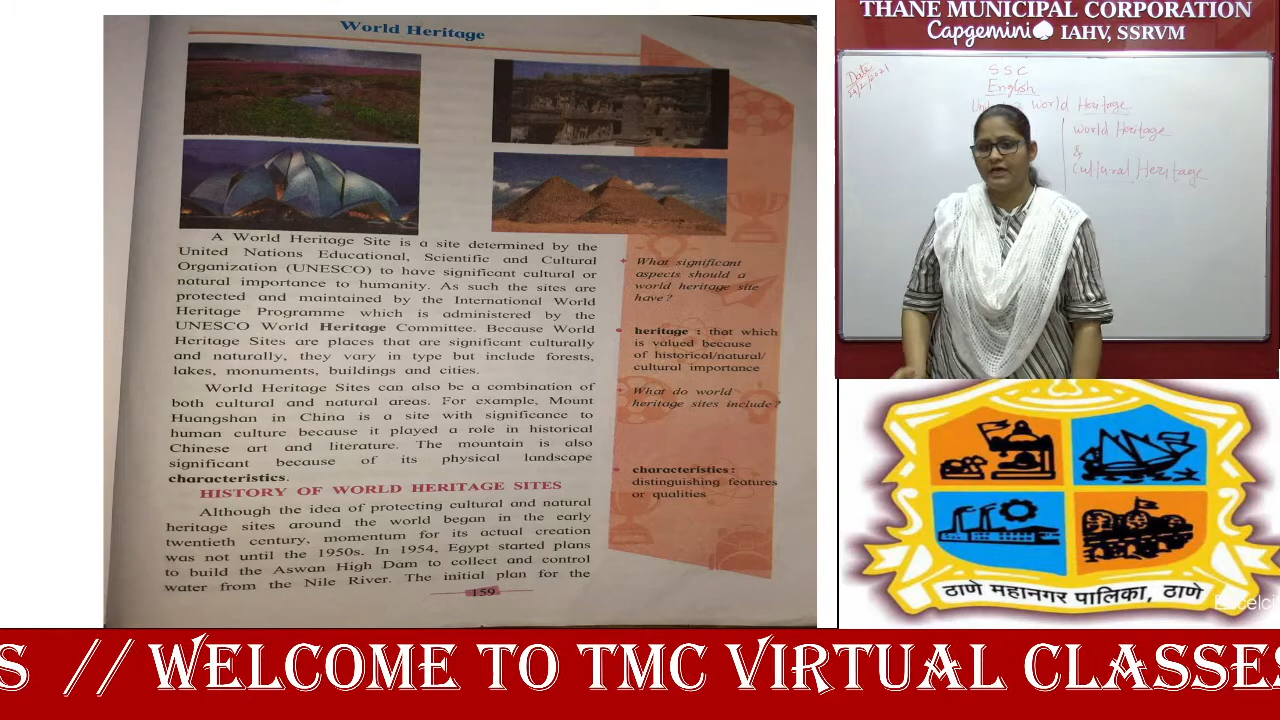 World Heritage
A World Heritage Site is a site determined by the
United Nations Educational, Scientific and Cultural
Organization (UNESCO) to have significant cultural or
natural importance to humanity. As such the sites are
protected and maintained by the International World
Heritage Programme which is administered by the
UNESCO World Heritage Committee. Because World
Heritage Sites are places that are significant culturally
and naturally, they vary in type but include forests,
lakes, monuments, buildings and cities.
World Heritage Sites can also be a combination of
both cultural and natural areas. For example, Mount
Huangshan in China is a site with significance to
human culture because it played a role in historical
Chinese art and literature. The mountain is also
significant because of its physical landscape
characteristics.
HISTORY OF WORLD HERITAGE SITES
Although the idea of protecting cultural and natural
heritage sites around the world began in the early
twentieth century, momentum for its actual creation
was not until the 1950s. In 1954, Egypt started plans
to build the Aswan High Dam to collect and control
water from the Nile River. The initial plan for the
159
What significant
aspects should a
world heritage site
have?
heritage : that which
is valued because
of historical/natural/
cultural importance
What do world
heritage sites include?
characteristics :
distinguishing features
or qualities
THANE MUNICIPAL CORPORATION
Capgemini IAHV, SSRVM
Date
SSC
English
World Heritage
World Heritage
&
Cultural Heritage
ठाणे महानगर पालिका, ठाणे
S // WELCOME TO TMC VIRTUAL CLASSES